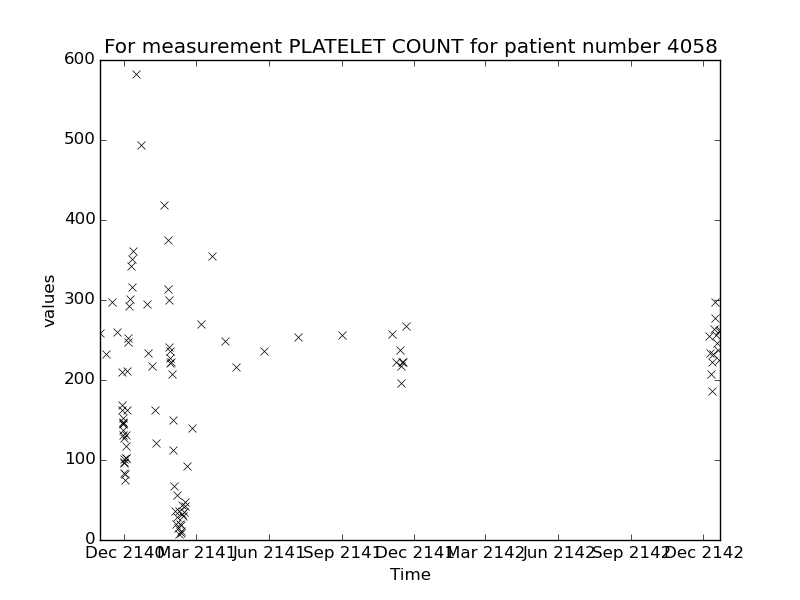 For measurement PLATELET COUNT for patient number 4058
600
500
400
300
200
100
0
values
Dec 2140 Mar 2141 Jun 2141 Sep 2141 Dec 2141 Mar 2142 Jun 2142 Sep 2142 Dec 2142
Time